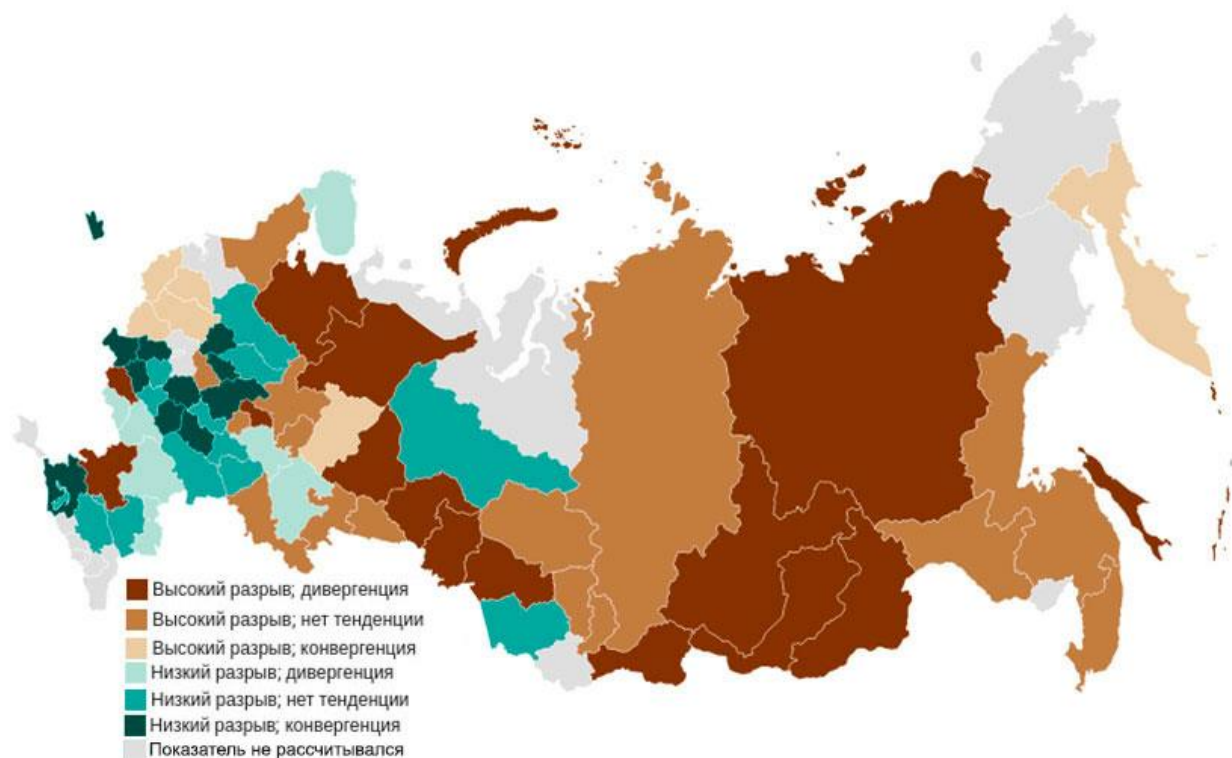 Высокий разрыв; дивергенция
Высокий разрыв; нет тенденции
Высокий разрыв; конвергенция
Низкий разрыв; дивергенция
Низкий разрыв; нет тенденции
Низкий разрыв; конвергенция
Показатель не рассчитывался